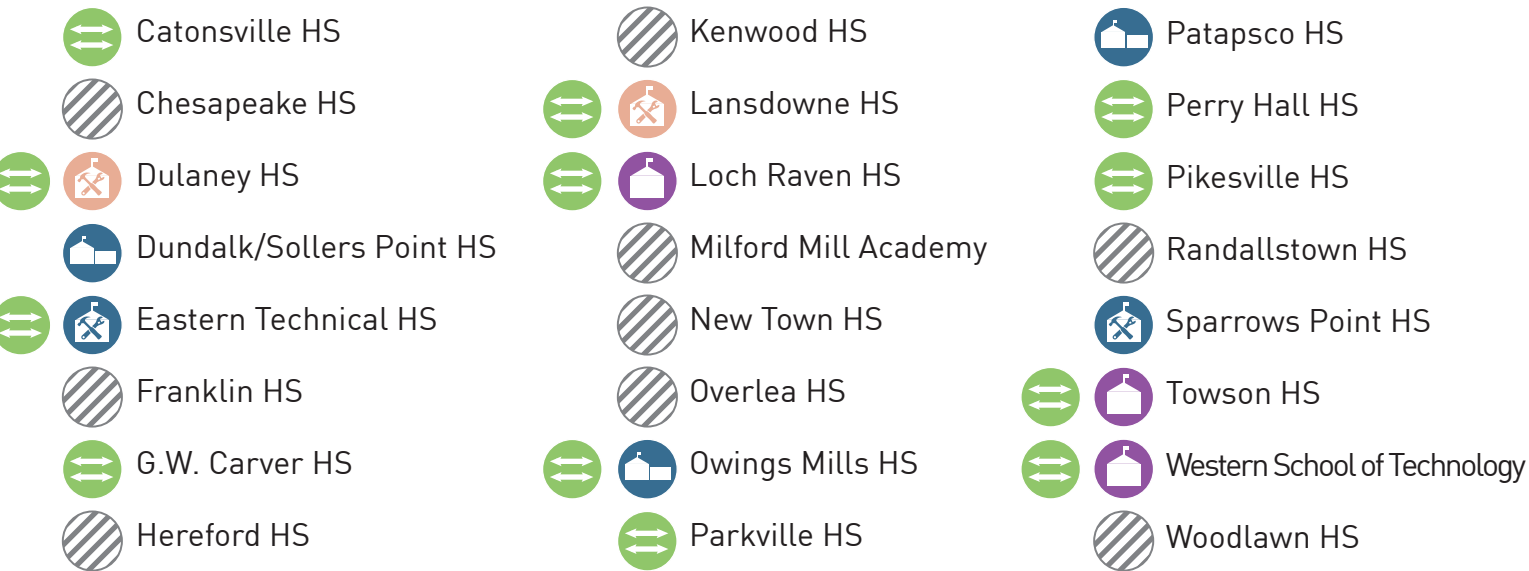 Catonsville HS
Chesapeake HS
Dulaney HS
Dundalk/Sollers Point HS
Eastern Technical HS
Franklin HS
G.W. Carver HS
Hereford HS
Kenwood HS
Lansdowne HS
Loch Raven HS
Milford Mill Academy
New Town HS
Overlea HS
Owings Mills HS
Parkville HS
Patapsco HS
Perry Hall HS
Pikesville HS
Randallstown HS
Sparrows Point HS
Towson HS
Western School of Technology
Woodlawn HS